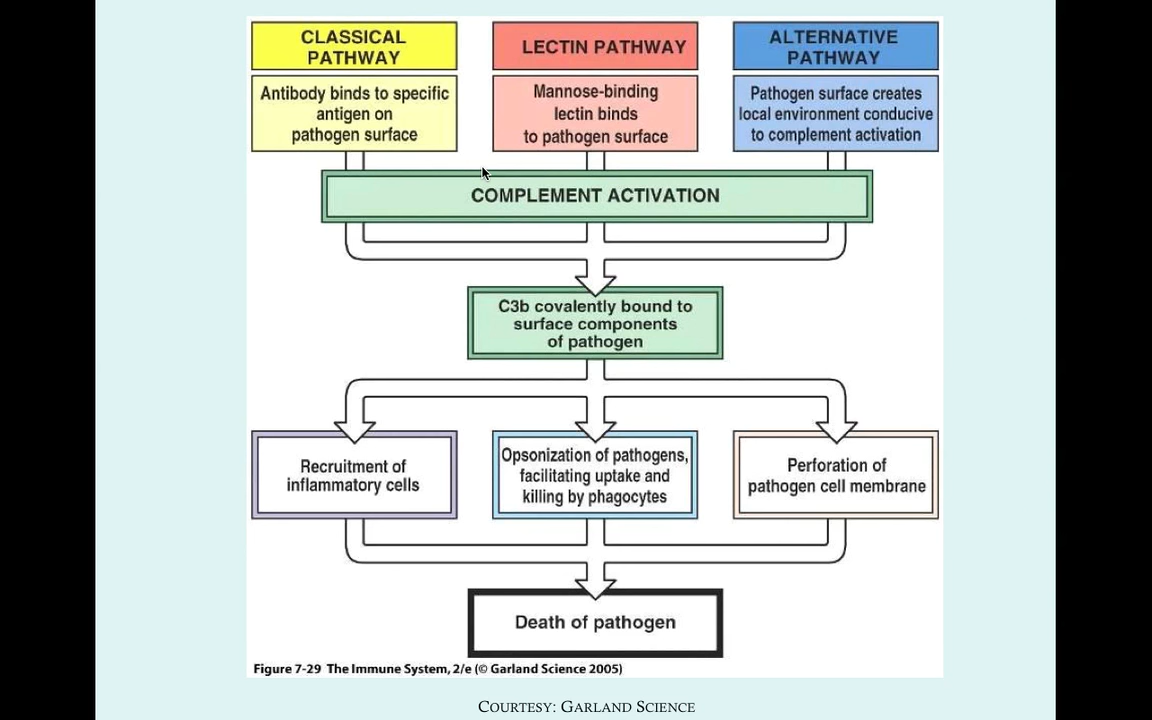 CLASSICAL
PATHWAY
LECTIN PATHWAY
ALTERNATIVE
PATHWAY
Antibody binds to specific
antigen on
pathogen surface
Mannose-binding
lectin binds
to pathogen surface
Pathogen surface creates
local environment conducive
to complement activation
COMPLEMENT ACTIVATION
C3b covalently bound to
surface components
of pathogen
Recruitment of
inflammatory cells
Opsonization of pathogens,
facilitating uptake and
killing by phagocytes
Perforation of
pathogen cell membrane
Death of pathogen
Figure 7-29 The Immune System, 2/e (© Garland Science 2005)
COURTESY: GARLAND SCIENCE